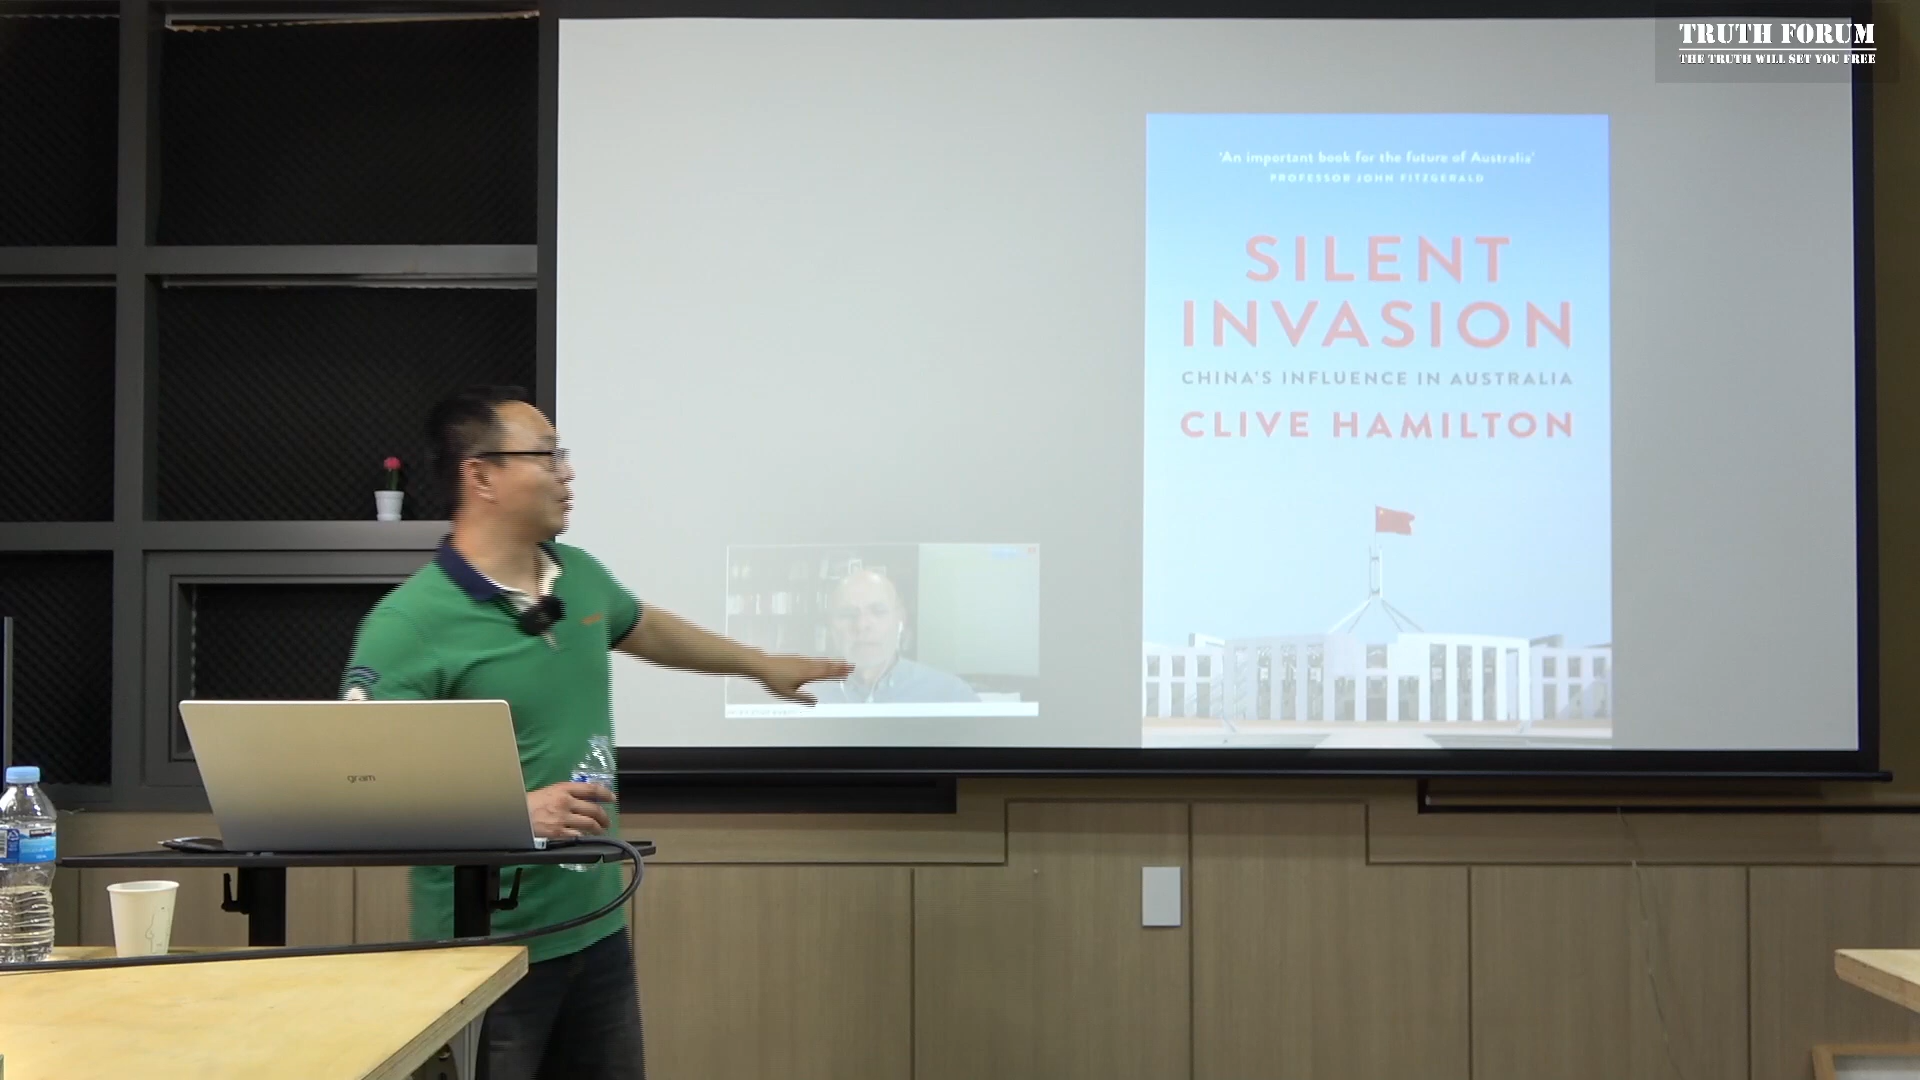 TRUTH FORUM
THE TRUTH WILL SET YOU FREE
'An important book for the future of Australia'
PROFESSOR JOHN FITZGERALD
SILENT
INVASION
CHINA'S INFLUENCE IN AUSTRALIA
CLIVE HAMILTON
gram